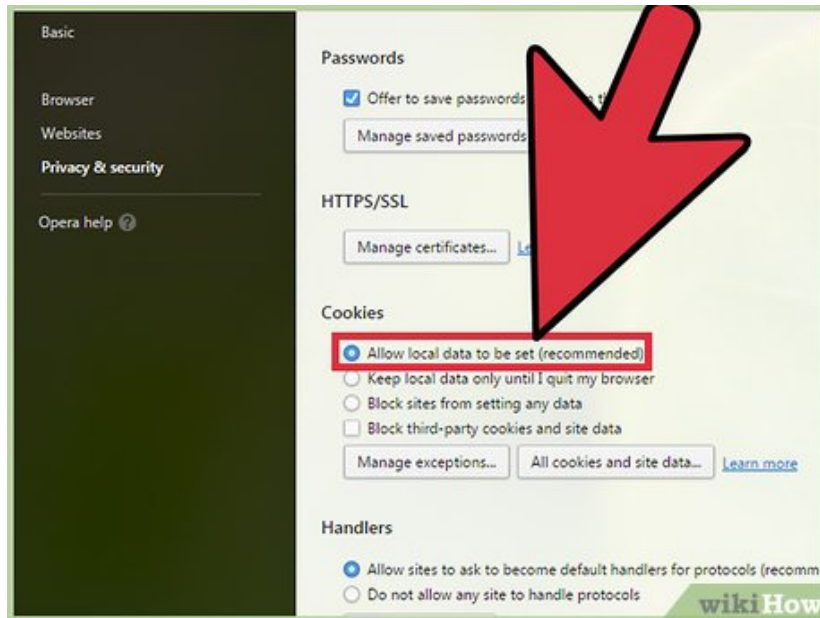 Basic
Browser
Websites
Privacy & security
Opera help
Passwords
Offer to save passwords
Manage saved passwords
HTTPS/SSL
Manage certificates...
Cookies
Allow local data to be set (recommended)
Keep local data only until I quit my browser
Block sites from setting any data
Block third-party cookies and site data
Manage exceptions... All cookies and site data... Learn more
Handlers
Allow sites to ask to become default handlers for protocols
Do not allow any site to handle protocols
wikiHow